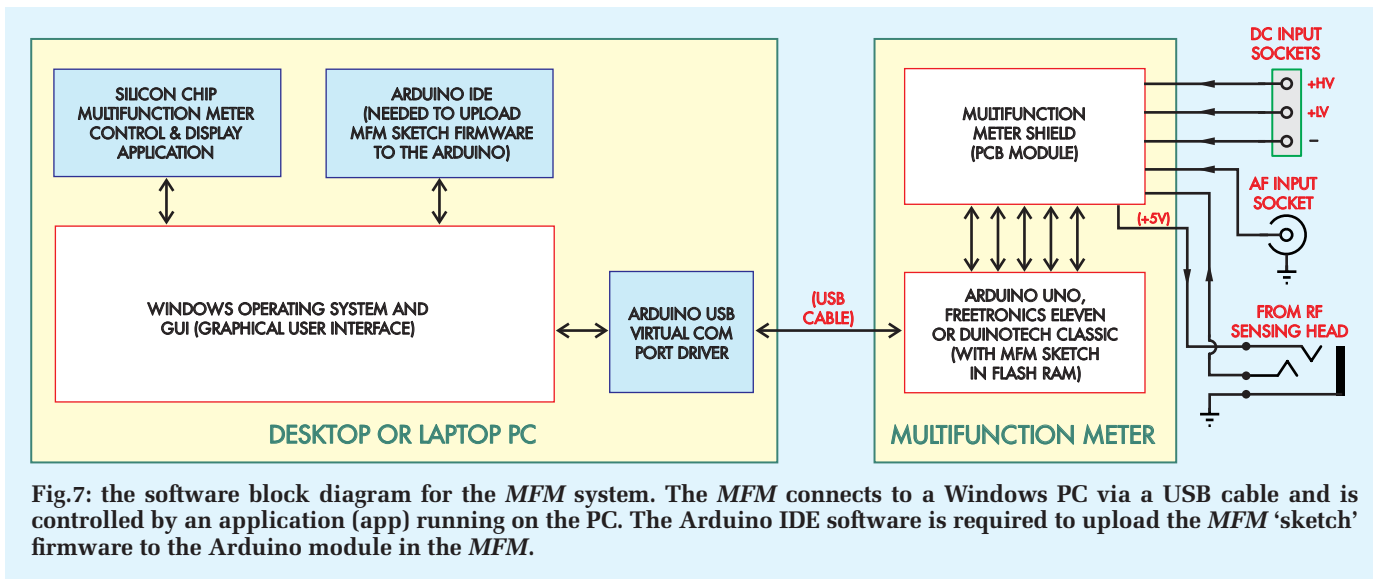 SILICON CHIP
MULTIFUNCTION METER
CONTROL & DISPLAY
APPLICATION
ARDUINO IDE
(NEEDED TO UPLOAD
MFM SKETCH FIRMWARE
TO THE ARDUINO)
WINDOWS OPERATING SYSTEM AND
GUI (GRAPHICAL USER INTERFACE)
ARDUINO USB
VIRTUAL COM
PORT DRIVER
DESKTOP OR LAPTOP PC
(USB
CABLE)
MULTIFUNCTION
METER SHIELD
(PCB MODULE)
(+5V)
ARDUINO UNO,
FREETRONICS ELEVEN
OR DUINOTECH CLASSIC
(WITH MFM SKETCH
IN FLASH RAM)
MULTIFUNCTION METER
DC INPUT
SOCKETS
+HV
+LV
–
AF INPUT
SOCKET
FROM RF
SENSING HEAD
Fig.7: the software block diagram for the MFM system. The MFM connects to a Windows PC via a USB cable and is
controlled by an application (app) running on the PC. The Arduino IDE software is required to upload the MFM ‘sketch’
firmware to the Arduino module in the MFM.